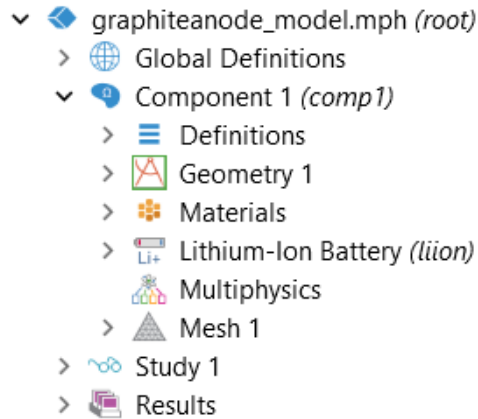 graphiteanode_model.mph (root)
Global Definitions
Component 1 (comp1)
Definitions
Geometry 1
Materials
Li+ Lithium-Ion Battery (liion)
Multiphysics
Mesh 1
Study 1
Results